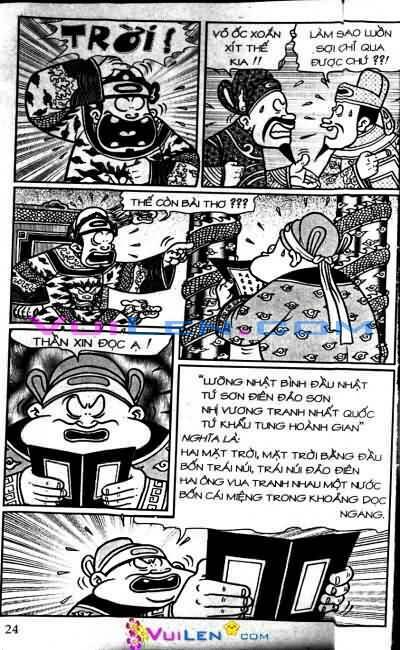 TRỜI!
VỎ ỐC XOẮN
XÍT THẾ
KIA !!
LÀM SAO LUỒN
SỢI CHỈ QUA
ĐƯỢC CHỨ ??!
THẾ CÒN BÀI THƠ ???
VUILEN.COM
THẦN XIN ĐỌC Ạ !
"LƯỠNG NHẬT BÌNH ĐẦU NHẬT
TỨ SƠN ĐIÊN ĐẢO SƠN
NHỊ VƯƠNG TRANH NHẤT QUỐC
TỨ KHẨU TUNG HOÀNH GIAN"
NGHĨA LÀ:
HAI MẶT TRỜI, MẶT TRỜI BẰNG ĐẦU
BỐN TRÁI NÚI, TRÁI NÚI ĐẢO ĐIÊN
HAI ÔNG VUA TRANH NHAU MỘT NƯỚC
BỐN CÁI MIỆNG TRONG KHOẢNG DỌC
NGANG.
24
VUILEN.COM